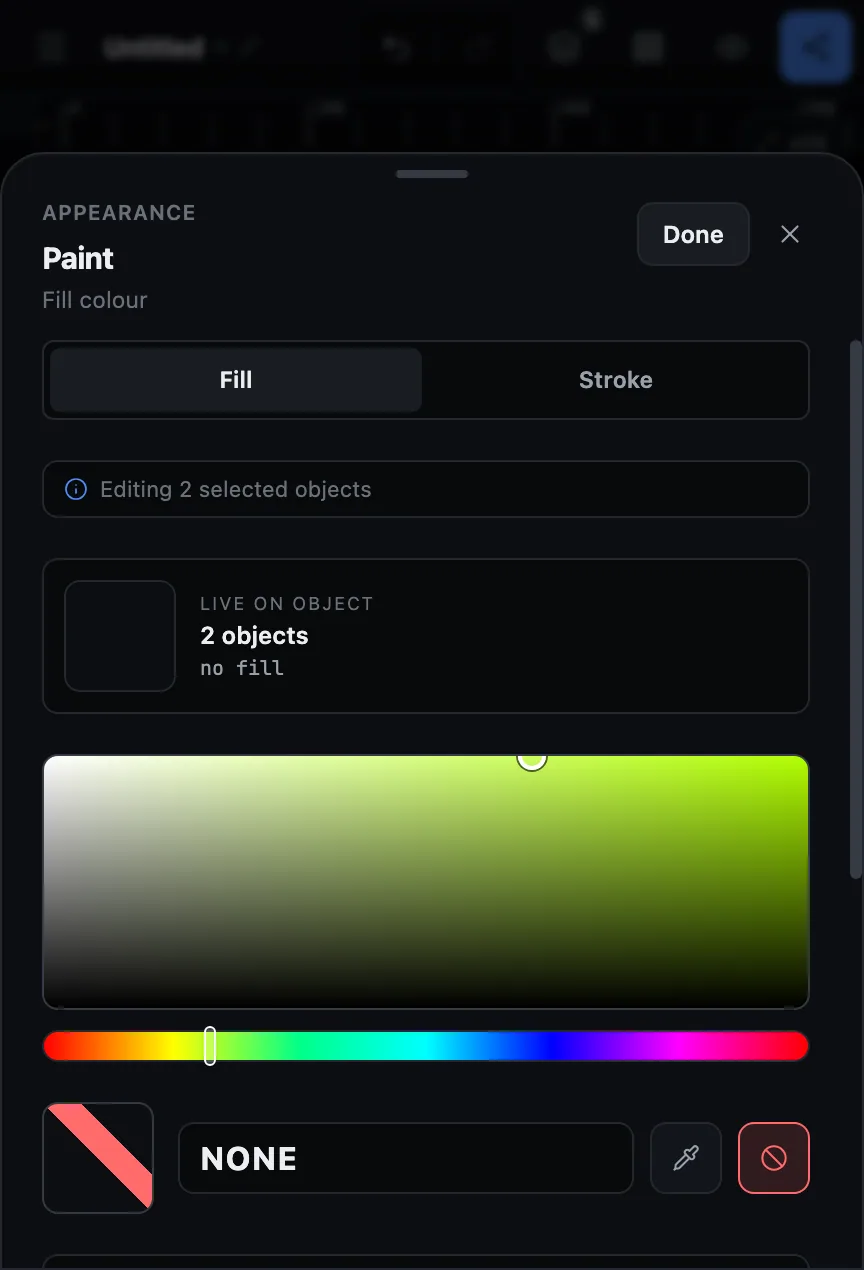 Untitled
APPEARANCE
Paint
Done
Fill colour
Fill
Stroke
Editing 2 selected objects
LIVE ON OBJECT
2 objects
no fill
NONE